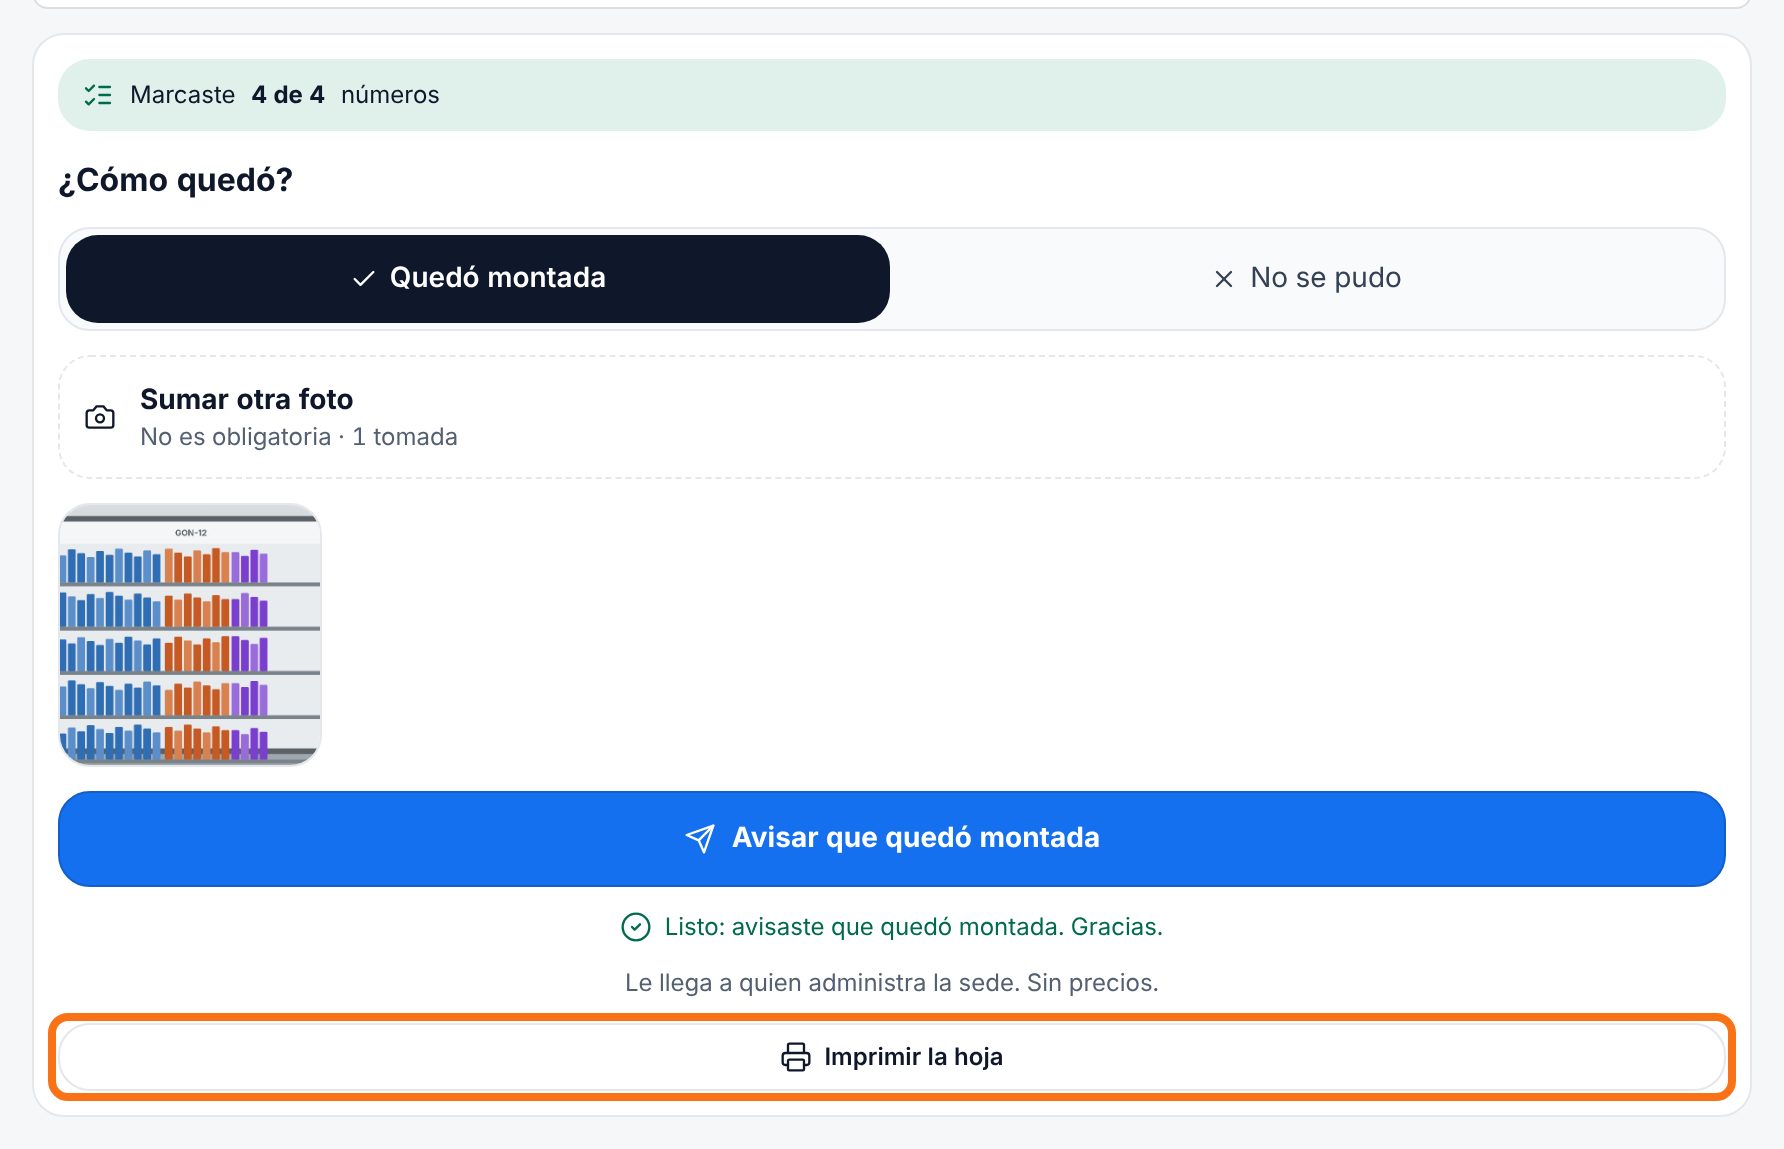 Marcaste 4 de 4 números
¿Cómo quedó?
Quedó montada
No se pudo
Sumar otra foto
No es obligatoria · 1 tomada
GON-12
Avisar que quedó montada
Listo: avisaste que quedó montada. Gracias.
Le llega a quien administra la sede. Sin precios.
Imprimir la hoja